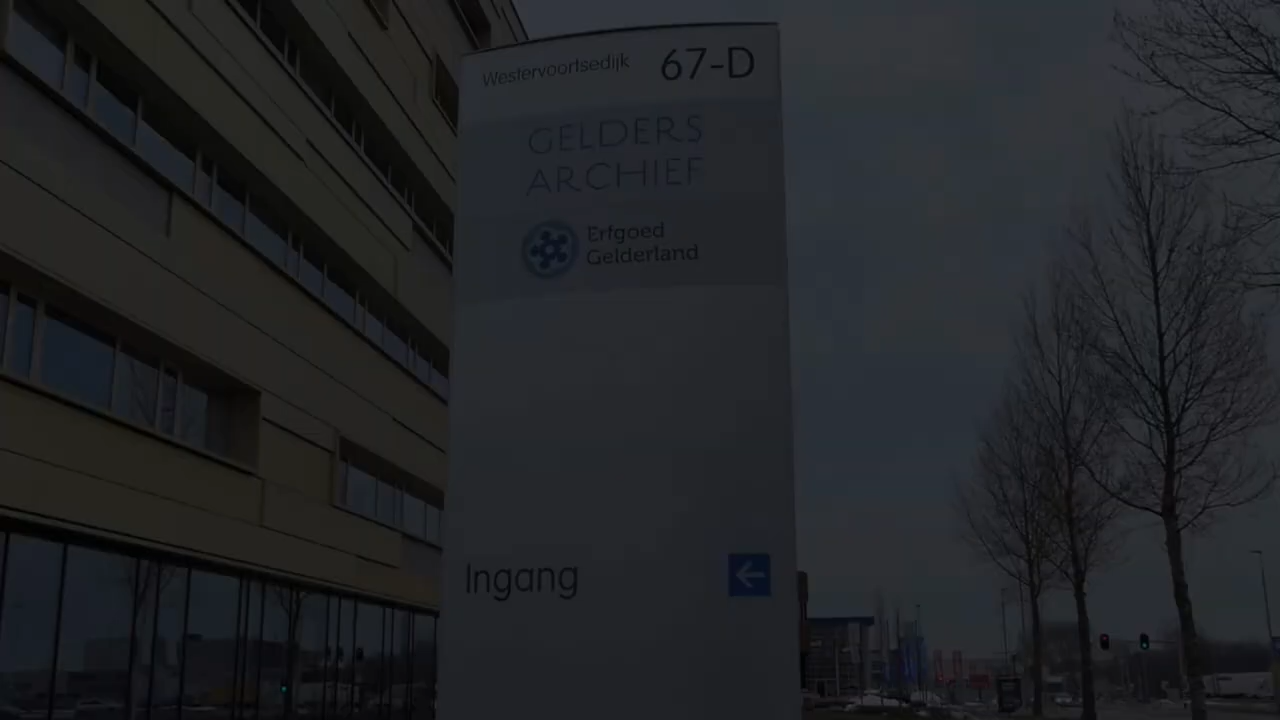 Westervoortsedijk 67-D
GELDERS
ARCHIEF
Erfgoed
Gelderland
Ingang